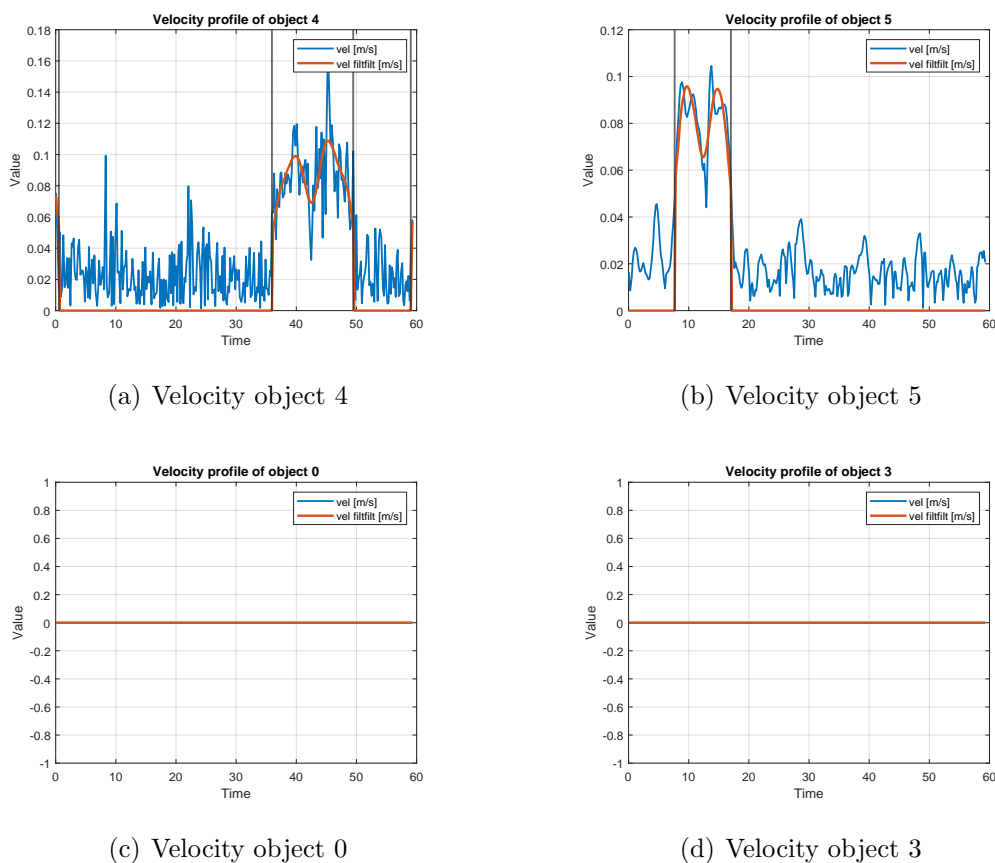 Velocity profile of object 4
vel [m/s]
vel filtfilt [m/s]
Value
0.18
0.16
0.14
0.12
0.1
0.08
0.06
0.04
0.02
0
0 10 20 30 40 50 60
Time
(a) Velocity object 4
Velocity profile of object 5
vel [m/s]
vel filtfilt [m/s]
Value
0.12
0.1
0.08
0.06
0.04
0.02
0
0 10 20 30 40 50 60
Time
(b) Velocity object 5
Velocity profile of object 0
vel [m/s]
vel filtfilt [m/s]
Value
1
0.8
0.6
0.4
0.2
0
-0.2
-0.4
-0.6
-0.8
-1
0 10 20 30 40 50 60
Time
(c) Velocity object 0
Velocity profile of object 3
vel [m/s]
vel filtfilt [m/s]
Value
1
0.8
0.6
0.4
0.2
0
-0.2
-0.4
-0.6
-0.8
-1
0 10 20 30 40 50 60
Time
(d) Velocity object 3